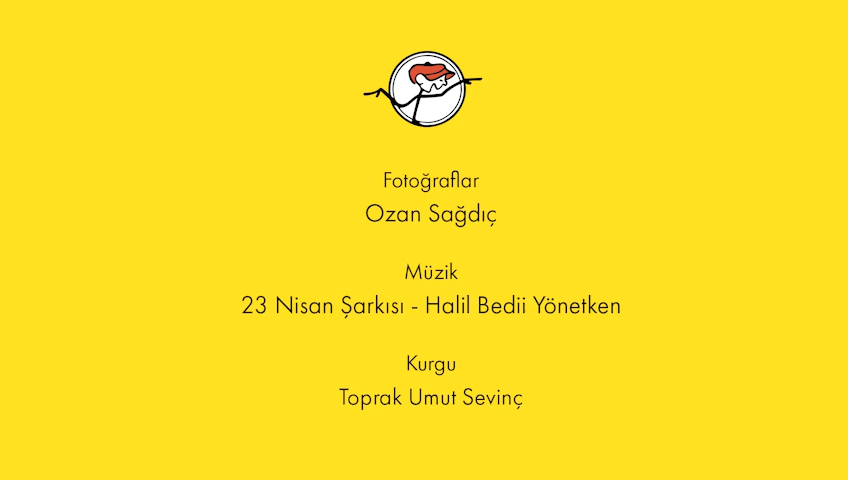 Fotoğraflar
Ozan Sağdıç
Müzik
23 Nisan Şarkısı - Halil Bedii Yönetken
Kurgu
Toprak Umut Sevinç